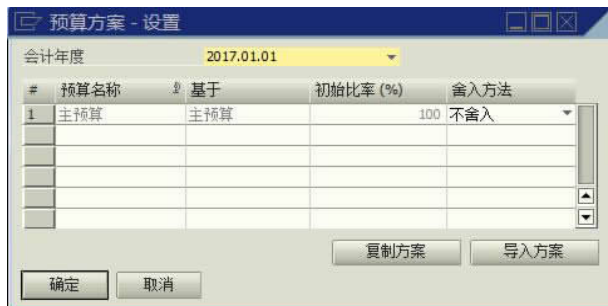 预算方案 - 设置
会计年度 2017.01.01
# 预算名称 基于 初始比率 (%) 舍入方法
1 主预算 主预算 100 不舍入
复制方案 导入方案
确定 取消